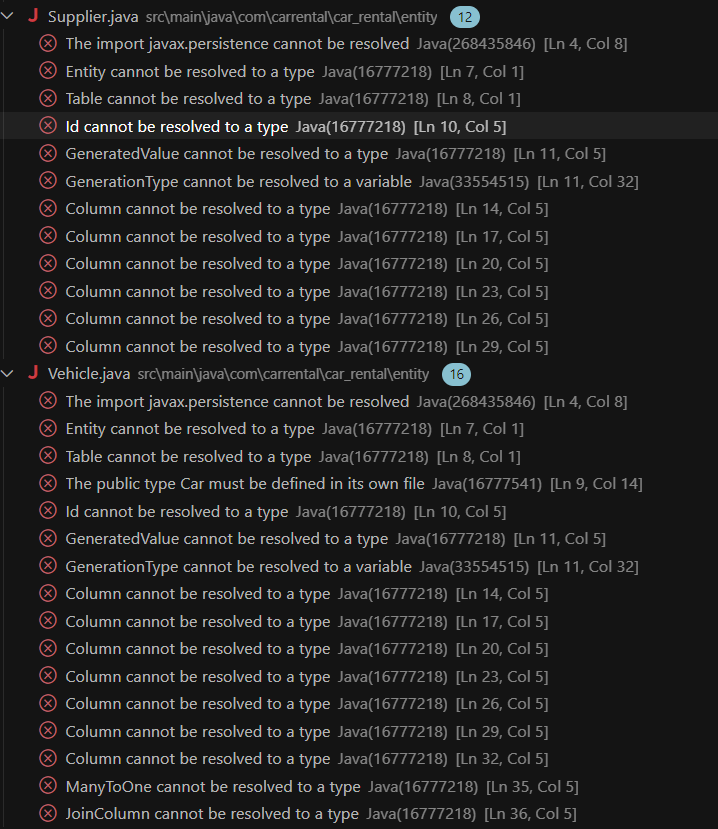 J Supplier.java src\main\java\com\carrental\car_rental\entity 12
The import javax.persistence cannot be resolved Java(268435846) [Ln 4, Col 8]
Entity cannot be resolved to a type Java(16777218) [Ln 7, Col 1]
Table cannot be resolved to a type Java(16777218) [Ln 8, Col 1]
Id cannot be resolved to a type Java(16777218) [Ln 10, Col 5]
GeneratedValue cannot be resolved to a type Java(16777218) [Ln 11, Col 5]
GenerationType cannot be resolved to a variable Java(33554515) [Ln 11, Col 32]
Column cannot be resolved to a type Java(16777218) [Ln 14, Col 5]
Column cannot be resolved to a type Java(16777218) [Ln 17, Col 5]
Column cannot be resolved to a type Java(16777218) [Ln 20, Col 5]
Column cannot be resolved to a type Java(16777218) [Ln 23, Col 5]
Column cannot be resolved to a type Java(16777218) [Ln 26, Col 5]
Column cannot be resolved to a type Java(16777218) [Ln 29, Col 5]
J Vehicle.java src\main\java\com\carrental\car_rental\entity 16
The import javax.persistence cannot be resolved Java(268435846) [Ln 4, Col 8]
Entity cannot be resolved to a type Java(16777218) [Ln 7, Col 1]
Table cannot be resolved to a type Java(16777218) [Ln 8, Col 1]
The public type Car must be defined in its own file Java(16777541) [Ln 9, Col 14]
Id cannot be resolved to a type Java(16777218) [Ln 10, Col 5]
GeneratedValue cannot be resolved to a type Java(16777218) [Ln 11, Col 5]
GenerationType cannot be resolved to a variable Java(33554515) [Ln 11, Col 32]
Column cannot be resolved to a type Java(16777218) [Ln 14, Col 5]
Column cannot be resolved to a type Java(16777218) [Ln 17, Col 5]
Column cannot be resolved to a type Java(16777218) [Ln 20, Col 5]
Column cannot be resolved to a type Java(16777218) [Ln 23, Col 5]
Column cannot be resolved to a type Java(16777218) [Ln 26, Col 5]
Column cannot be resolved to a type Java(16777218) [Ln 29, Col 5]
Column cannot be resolved to a type Java(16777218) [Ln 32, Col 5]
ManyToOne cannot be resolved to a type Java(16777218) [Ln 35, Col 5]
JoinColumn cannot be resolved to a type Java(16777218) [Ln 36, Col 5]